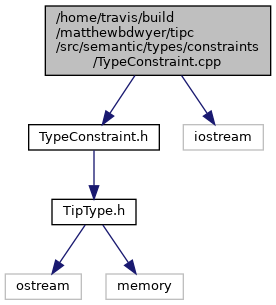 /home/travis/build
/matthewbdwyer/tipc
/src/semantic/types/constraints
/TypeConstraint.cpp
TypeConstraint.h
iostream
TipType.h
ostream
memory